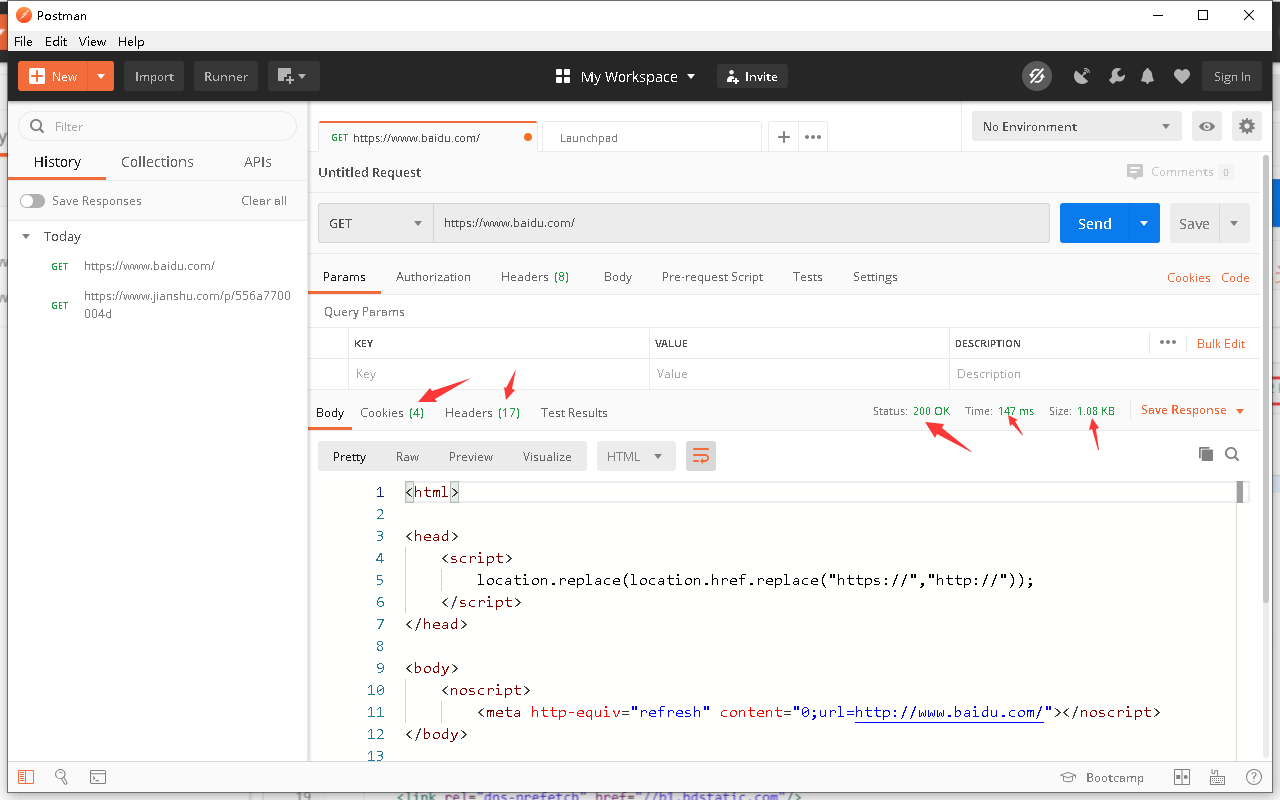 Postman
File Edit View Help
New Import Runner My Workspace Invite Sign In
Filter
History Collections APIs
Save Responses Clear all
Today
GET https://www.baidu.com/
GET https://www.jianshu.com/p/556a7700
004d
GET https://www.baidu.com/ Launchpad No Environment
Untitled Request Comments 0
GET https://www.baidu.com/ Send Save
Params Authorization Headers (8) Body Pre-request Script Tests Settings Cookies Code
Query Params
KEY VALUE DESCRIPTION Bulk Edit
Key Value Description
Body Cookies (4) Headers (17) Test Results Status: 200 OK Time: 147 ms Size: 1.08 KB Save Response
Pretty Raw Preview Visualize HTML
1 <html>
2
3 <head>
4 <script>
5 location.replace(location.href.replace("https://","http://"));
6 </script>
7 </head>
8
9 <body>
10 <noscript>
11 <meta http-equiv="refresh" content="0;url=http://www.baidu.com/"></noscript>
12 </body>
13
Bootcamp
19 <link rel="dns-prefetch" href="//b1.bdstatic.com"/>